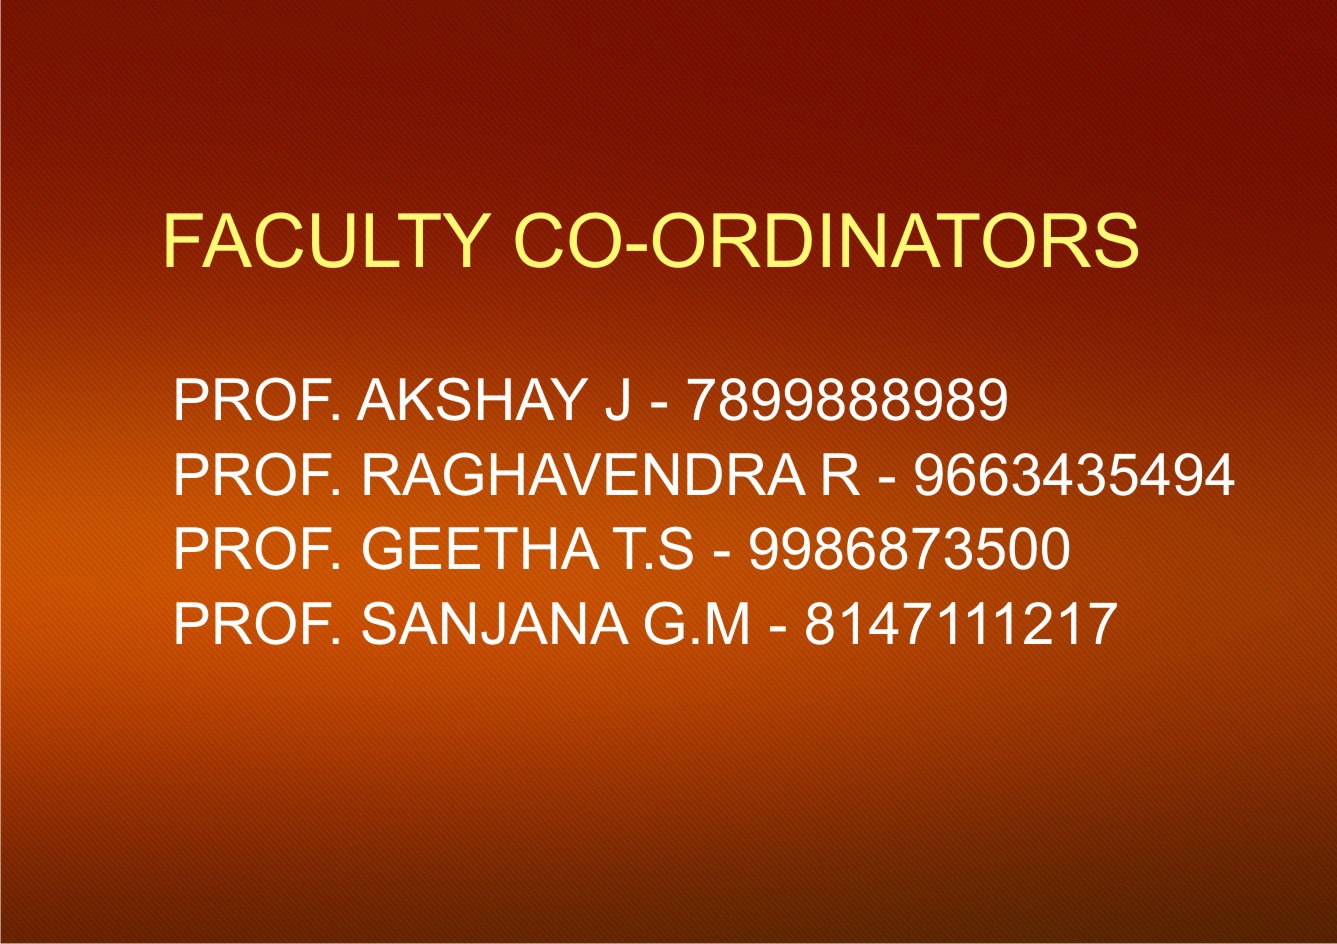 FACULTY CO-ORDINATORS
PROF. AKSHAY J - 7899888989
PROF. RAGHAVENDRA R - 9663435494
PROF. GEETHA T.S - 9986873500
PROF. SANJANA G.M - 8147111217